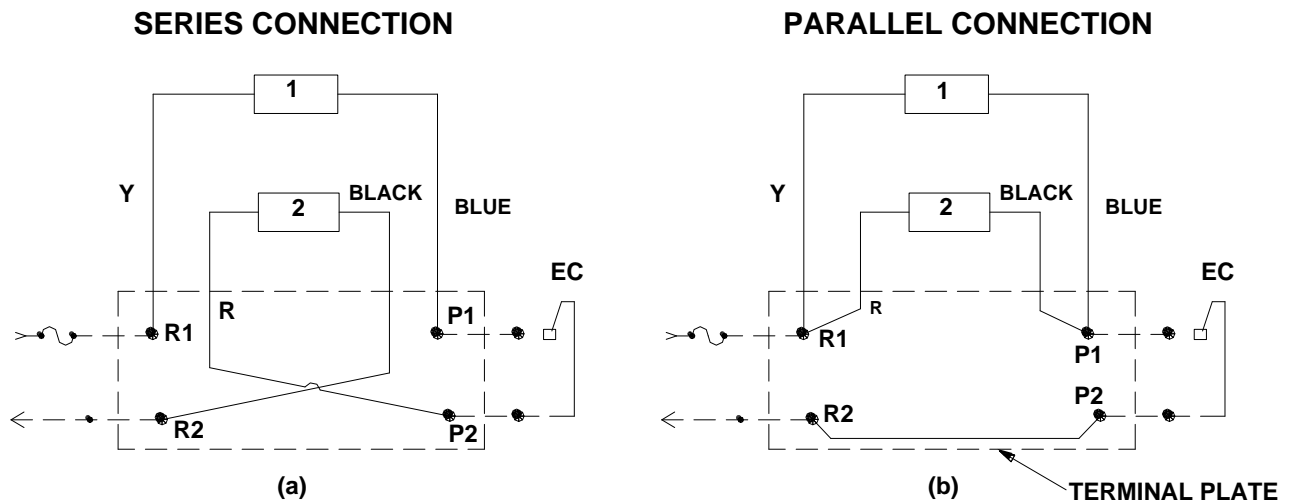 SERIES CONNECTION
1
Y
2
BLACK
BLUE
EC
R
R1
P1
R2
P2
(a)
PARALLEL CONNECTION
1
Y
2
BLACK
BLUE
EC
R
R1
P1
R2
P2
(b)
TERMINAL PLATE